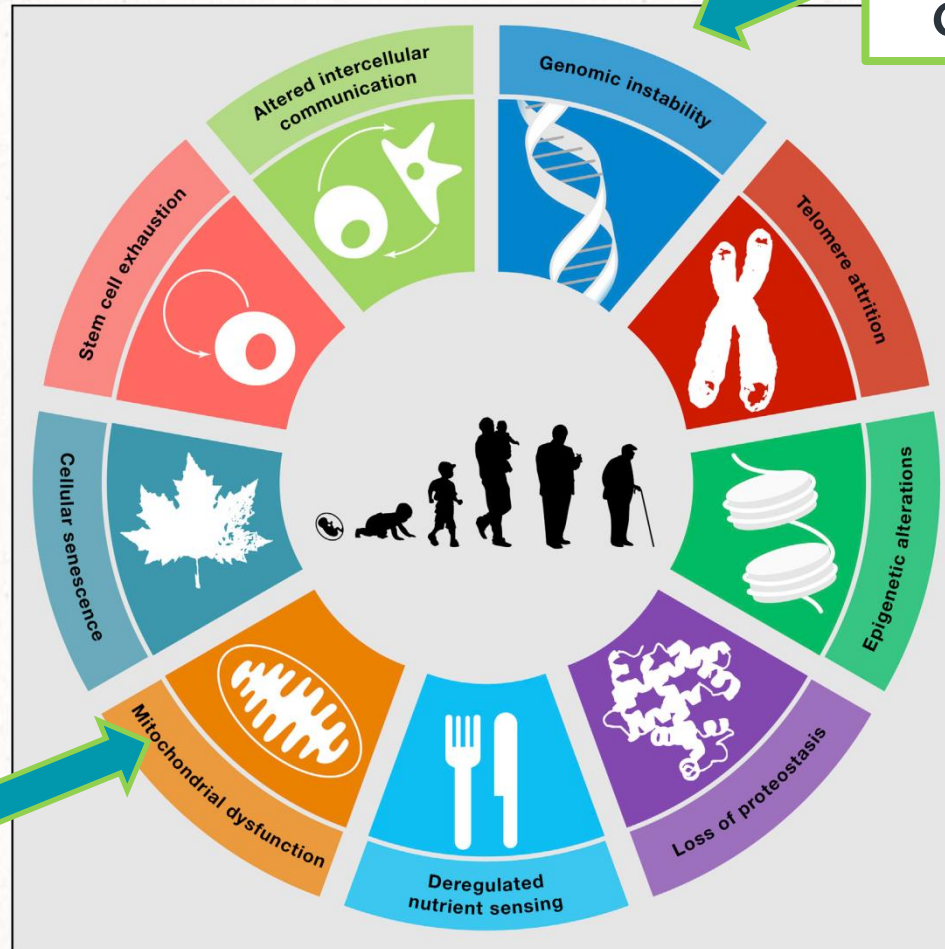 Altered intercellular
communication
Genomic instability
Telomere attrition
Epigenetic alterations
Loss of proteostasis
Deregulated
nutrient sensing
Mitochondrial dysfunction
Cellular senescence
Stem cell exhaustion